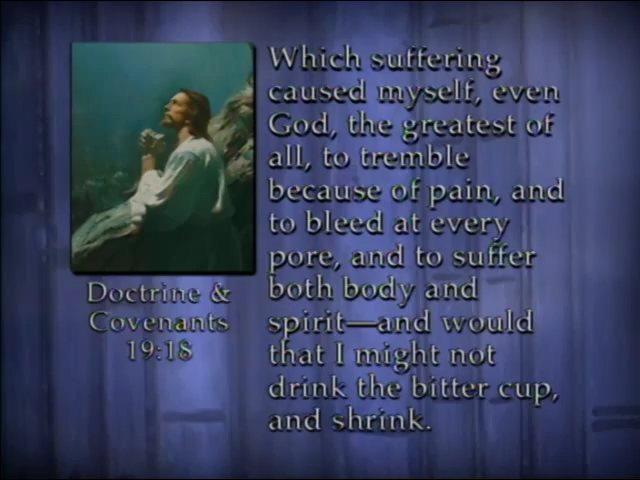 Which suffering
caused myself, even
God, the greatest of
all, to tremble
because of pain, and
to bleed at every
pore, and to suffer
both body and
spirit—and would
that I might not
drink the bitter cup,
and shrink.
Doctrine &
Covenants
19:18